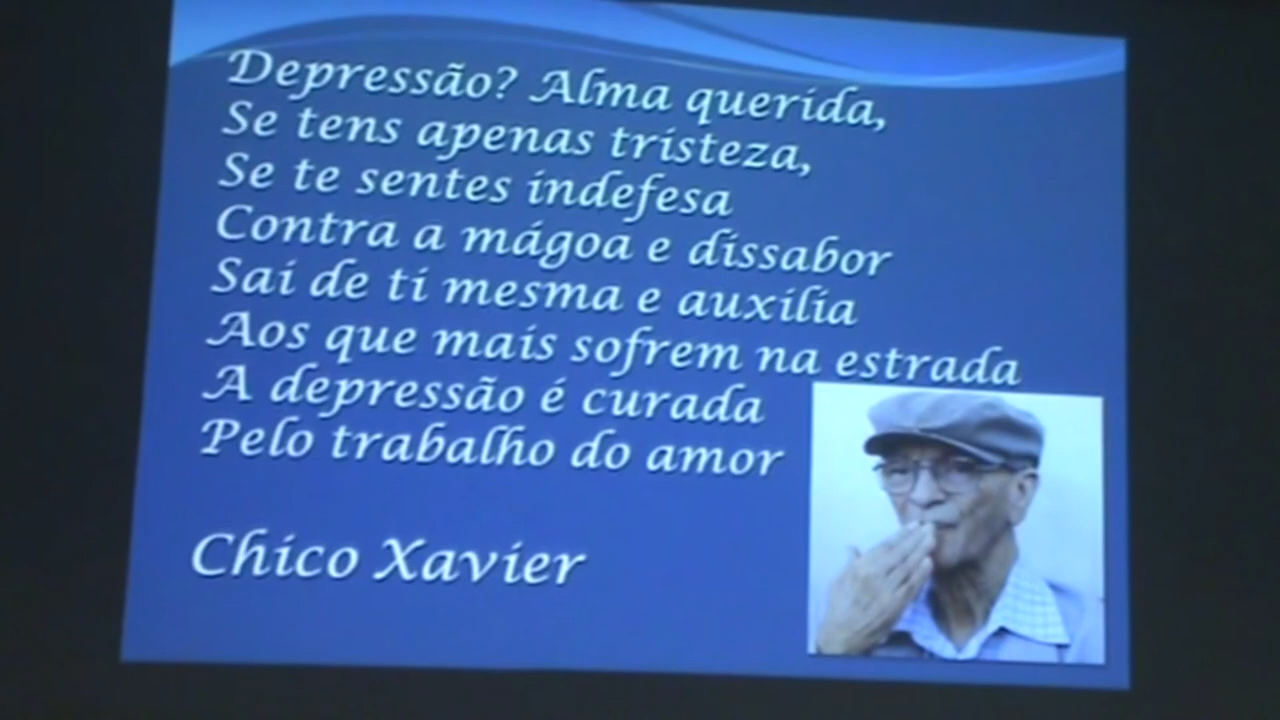 Depressão? Alma querida,
Se tens apenas tristeza,
Se te sentes indefesa
Contra a mágoa e dissabor
Sai de ti mesma e auxilia
Aos que mais sofrem na estrada
A depressão é curada
Pelo trabalho do amor
Chico Xavier